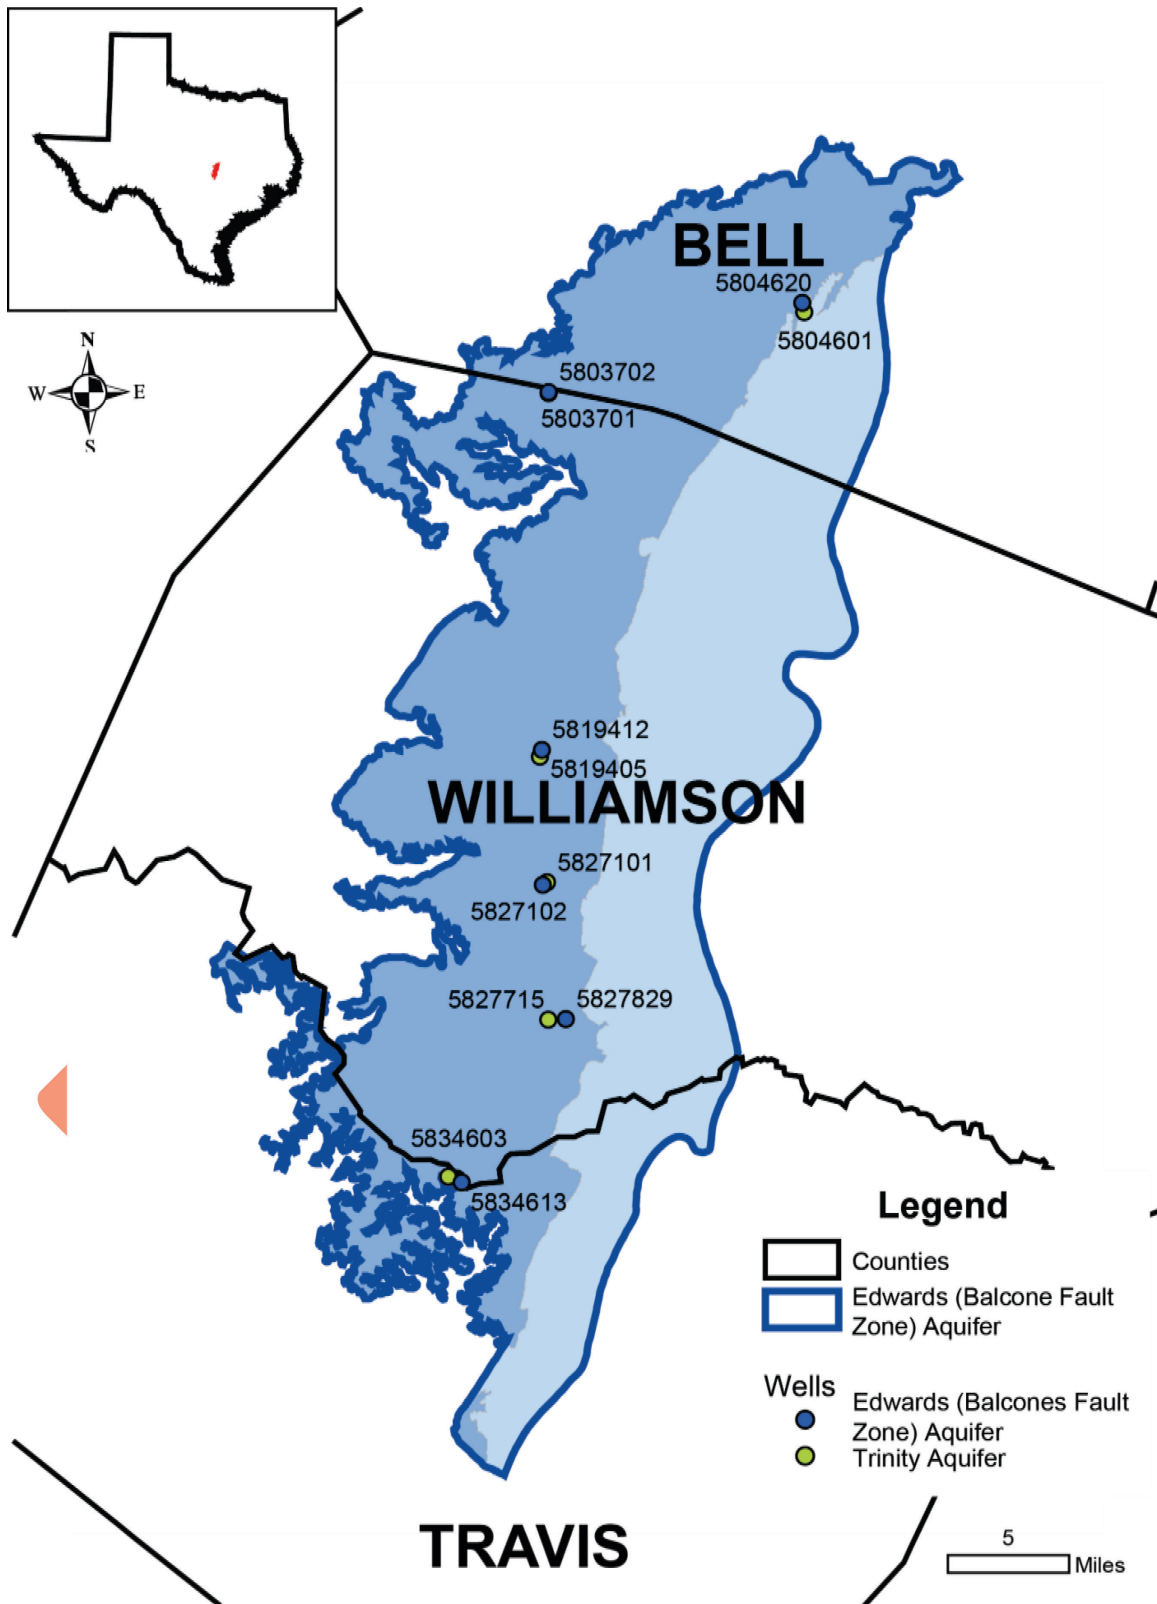 BELL
5804620
5804601
N
W
E
S
5803702
5803701
5819412
5819405
WILLIAMSON
5827101
5827102
5827715
5827829
5834603
5834613
Legend
Counties
Edwards (Balcone Fault
Zone) Aquifer
Wells
Edwards (Balcones Fault
Zone) Aquifer
Trinity Aquifer
TRAVIS
5
Miles